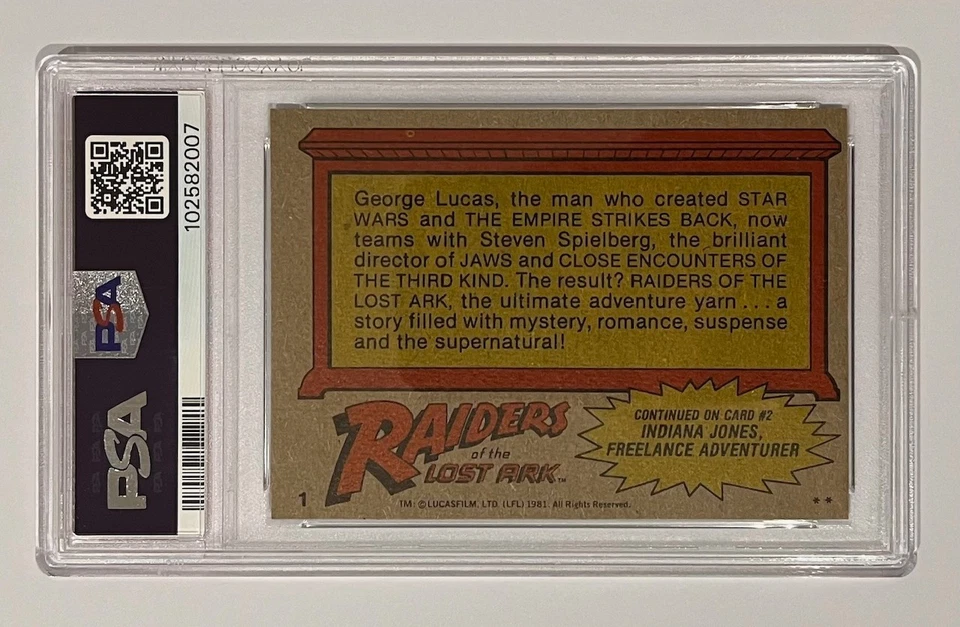 102582007
PSA
PSA
George Lucas, the man who created STAR
WARS and THE EMPIRE STRIKES BACK, now
teams with Steven Spielberg, the brilliant
director of JAWS and CLOSE ENCOUNTERS OF
THE THIRD KIND. The result? RAIDERS OF THE
LOST ARK, the ultimate adventure yarn . . . a
story filled with mystery, romance, suspense
and the supernatural!
RAIDERS
of the
LOST ARK™
CONTINUED ON CARD #2
INDIANA JONES,
FREELANCE ADVENTURER
1
TM: ©LUCASFILM, LTD. (LFL) 1981. All Rights Reserved.
**